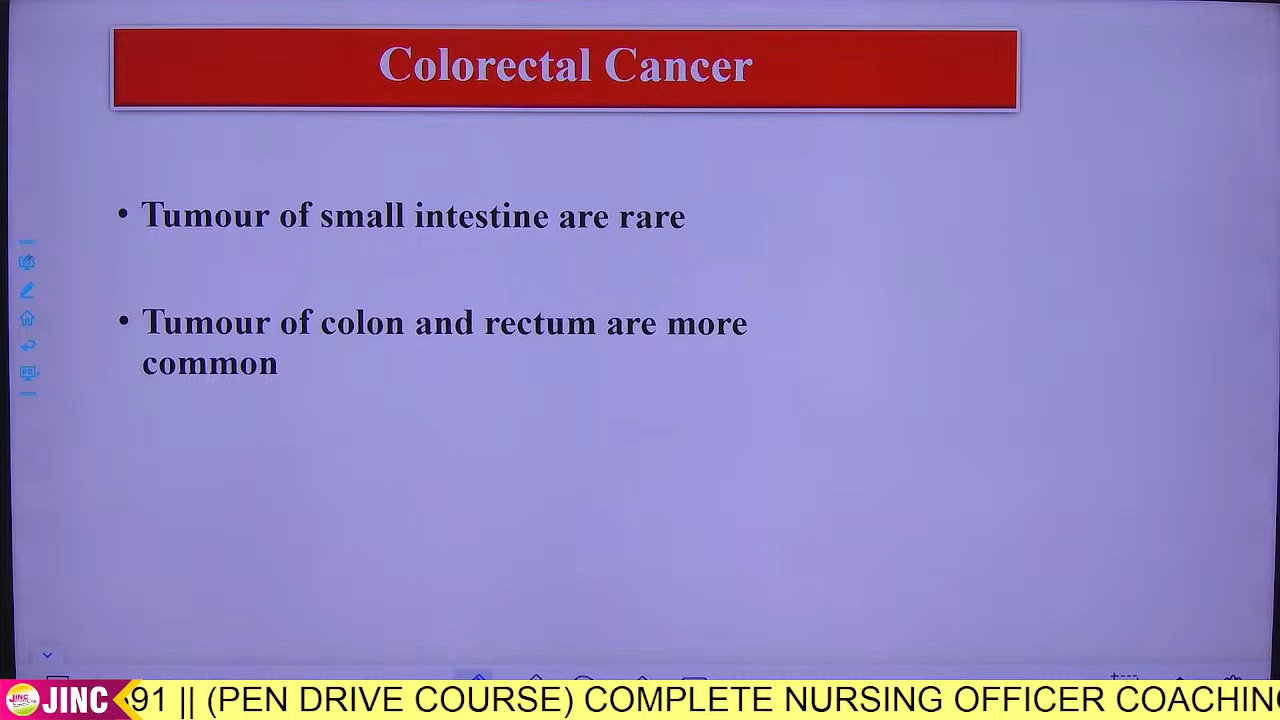 Colorectal Cancer
• Tumour of small intestine are rare
• Tumour of colon and rectum are more
common
JINC 91 || (PEN DRIVE COURSE) COMPLETE NURSING OFFICER COACHING